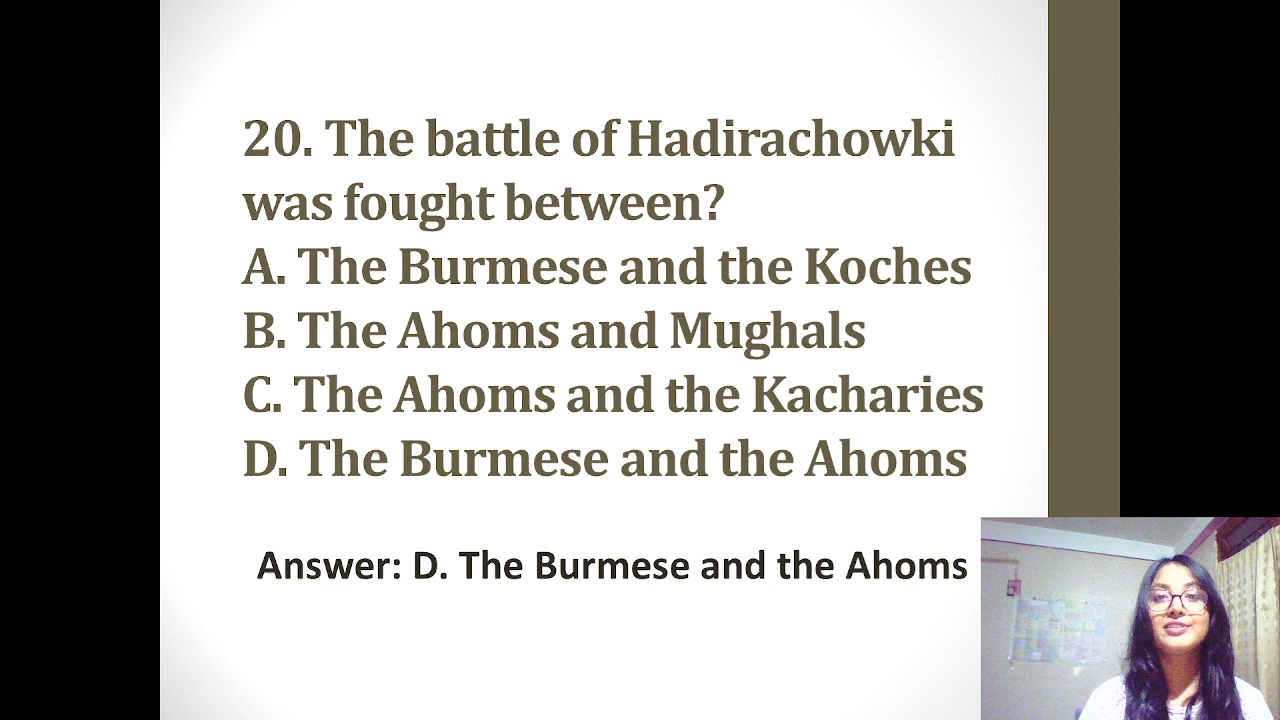 20. The battle of Hadirachowki
was fought between?
A. The Burmese and the Koches
B. The Ahoms and Mughals
C. The Ahoms and the Kacharies
D. The Burmese and the Ahoms
Answer: D. The Burmese and the Ahoms